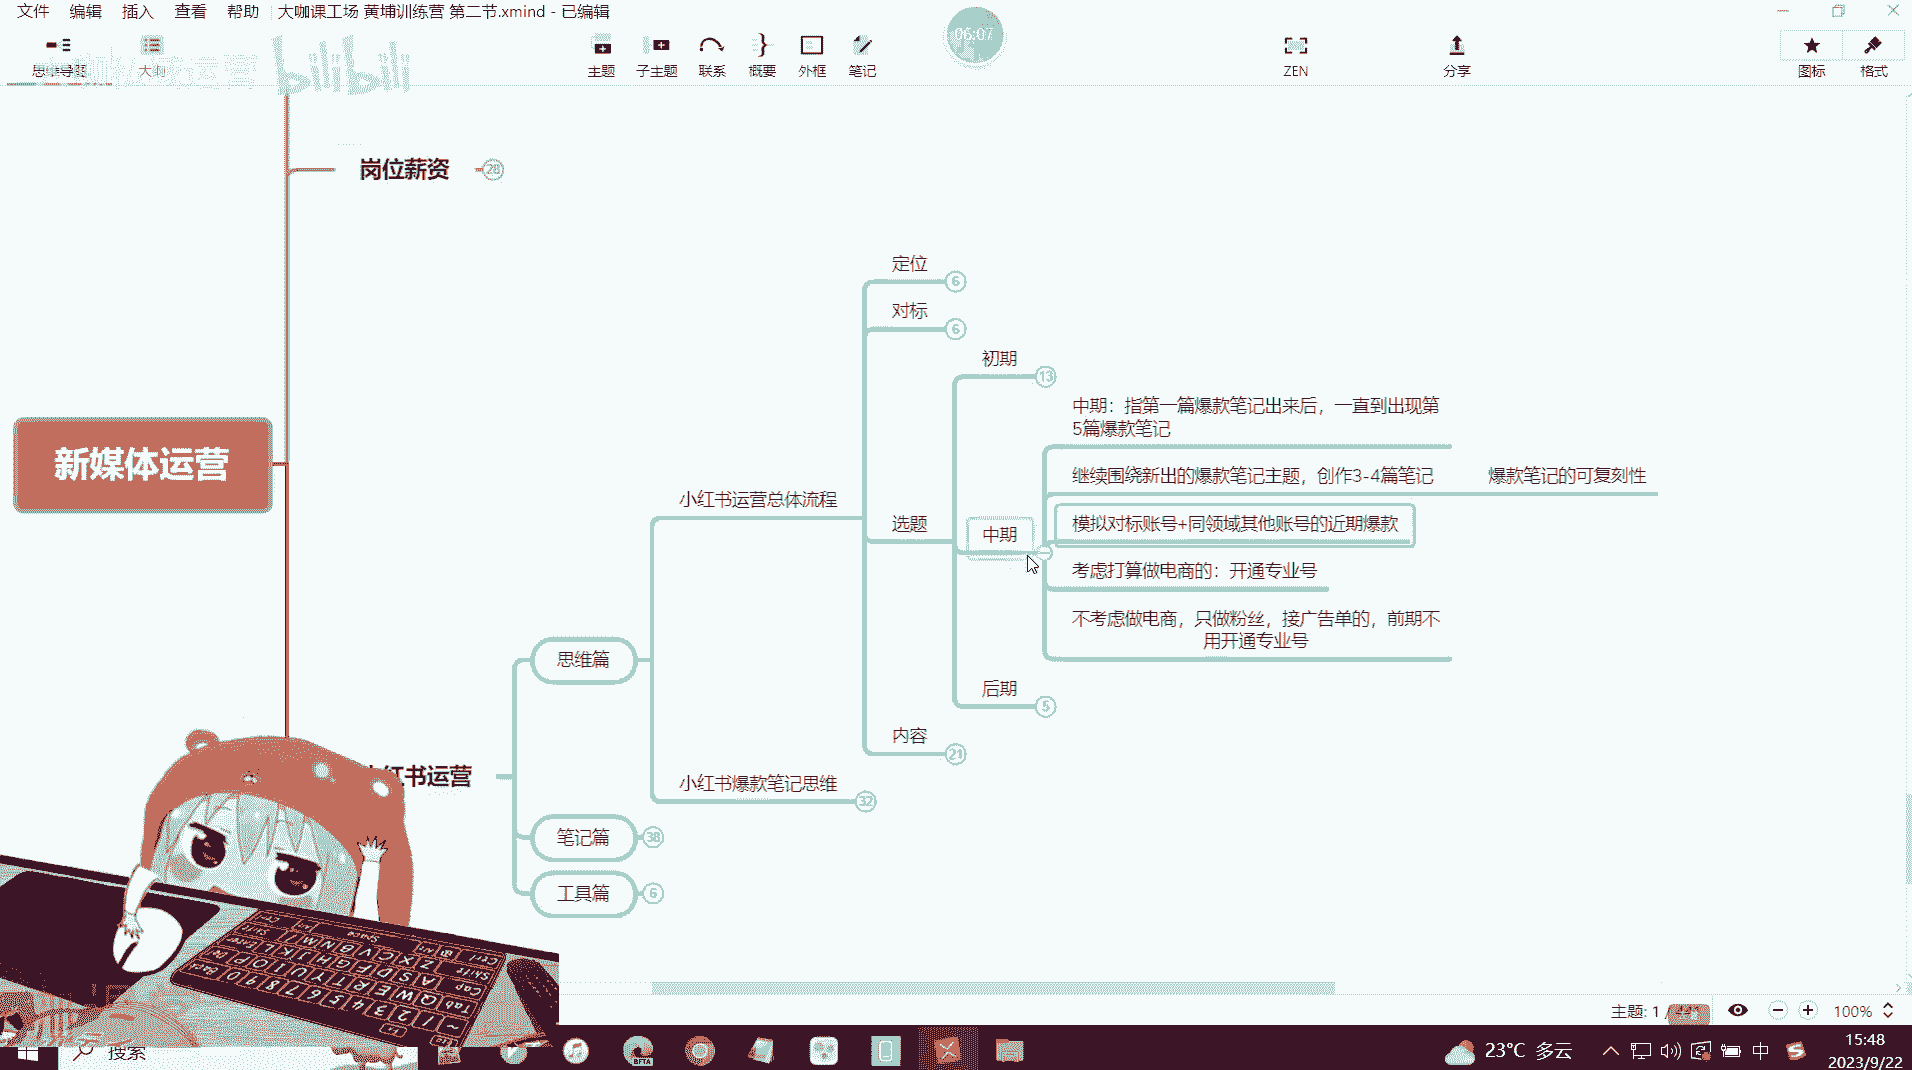 文件 编辑 插入 查看 帮助 大咖课工场 黄埔训练营 第二节.xmind - 已编辑
思维导图 大纲 主题 子主题 联系 概要 外框 笔记 06:07 ZEN 分享 图标 格式
bilibili
岗位薪资 28
定位 6
对标 6
初期 13
中期：指第一篇爆款笔记出来后，一直到出现第
5篇爆款笔记
继续围绕新出的爆款笔记主题，创作3-4篇笔记 爆款笔记的可复刻性
新媒体运营
小红书运营总体流程
选题
中期
模拟对标账号+同领域其他账号的近期爆款
考虑打算做电商的：开通专业号
不考虑做电商，只做粉丝，接广告单的，前期不
用开通专业号
思维篇
后期 5
内容 21
红书运营
小红书爆款笔记思维 32
笔记篇 38
工具篇 6
主题: 1 /
100%
搜索
BETA
23°C 多云
中
15:48
2023/9/22